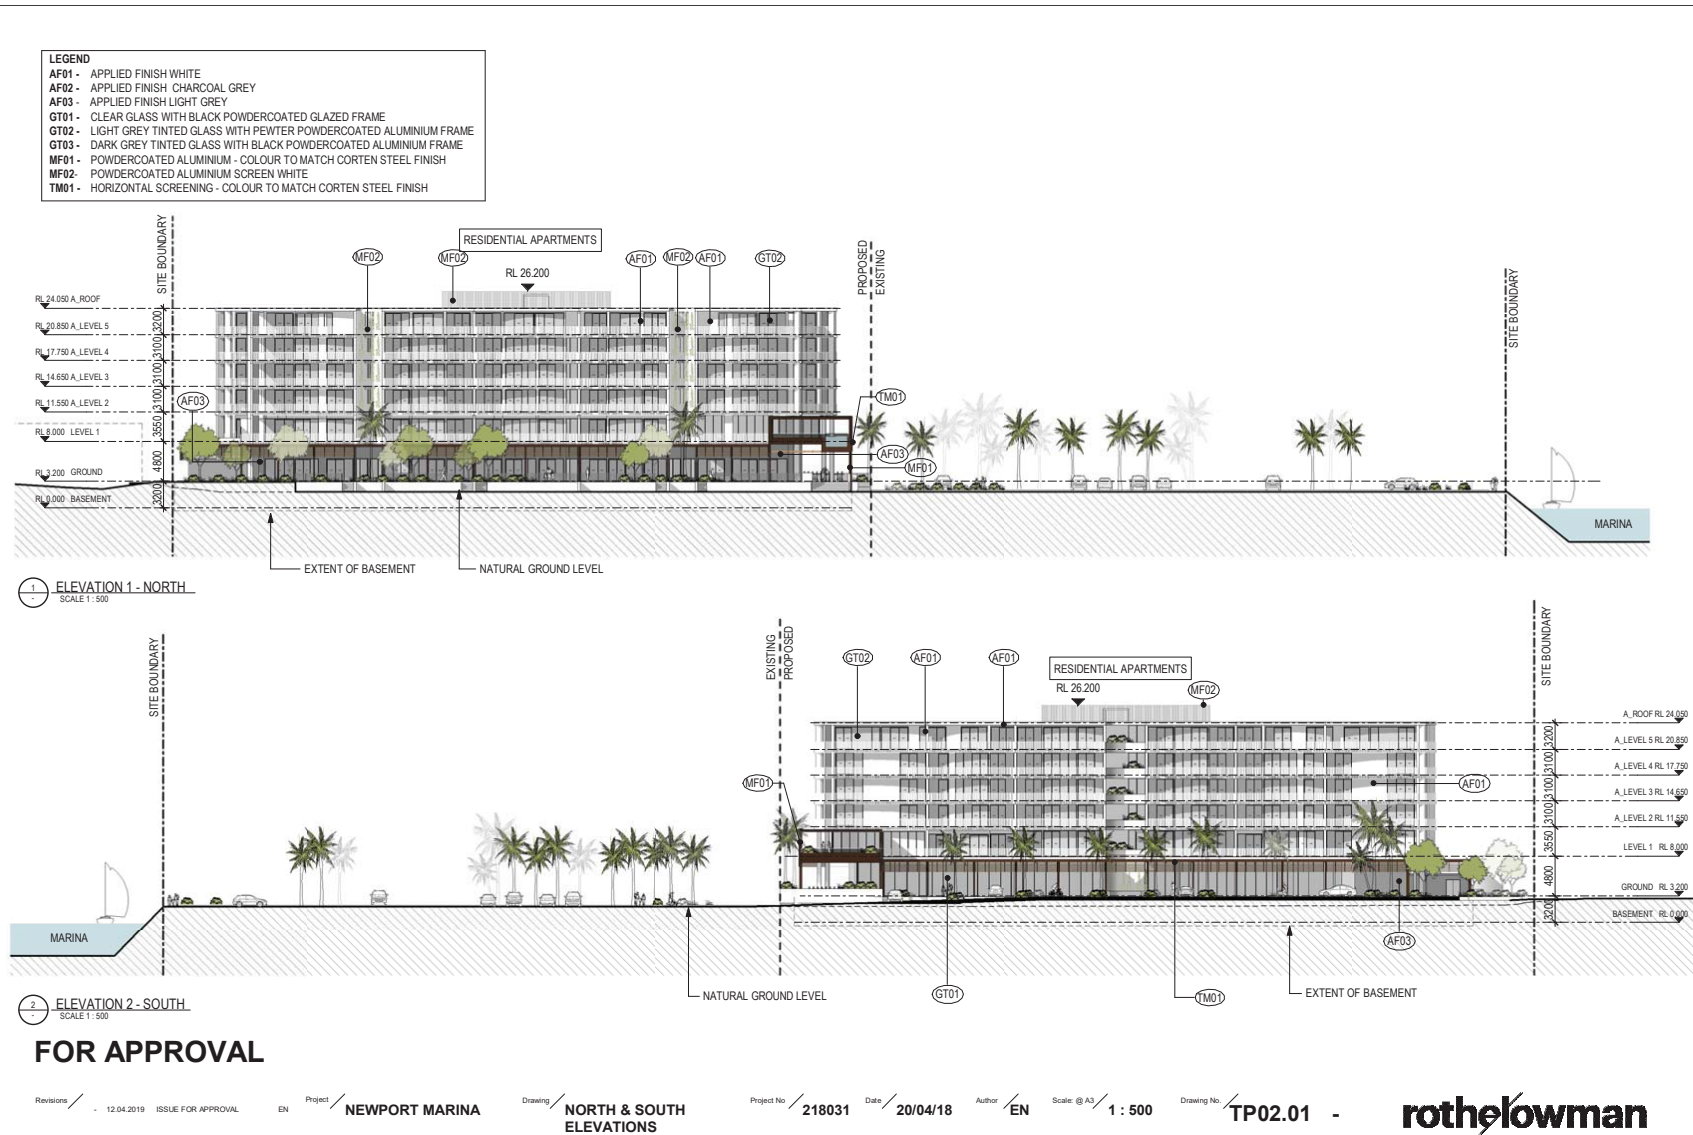 LEGEND
AF01 - APPLIED FINISH WHITE
AF02 - APPLIED FINISH CHARCOAL GREY
AF03 - APPLIED FINISH LIGHT GREY
GT01 - CLEAR GLASS WITH BLACK POWDERCOATED GLAZED FRAME
GT02 - LIGHT GREY TINTED GLASS WITH PEWTER POWDERCOATED ALUMINIUM FRAME
GT03 - DARK GREY TINTED GLASS WITH BLACK POWDERCOATED ALUMINIUM FRAME
MF01 - POWDERCOATED ALUMINIUM - COLOUR TO MATCH CORTEN STEEL FINISH
MF02- POWDERCOATED ALUMINIUM SCREEN WHITE
TM01 - HORIZONTAL SCREENING - COLOUR TO MATCH CORTEN STEEL FINISH
SITE BOUNDARY
RESIDENTIAL APARTMENTS
RL 26.200
MF02
MF02
AF01
MF02
AF01
GT02
PROPOSED
EXISTING
SITE BOUNDARY
RL 24.050 A_ROOF
RL 20.850 A_LEVEL 5
RL 17.750 A_LEVEL 4
RL 14.650 A_LEVEL 3
RL 11.550 A_LEVEL 2
RL 8.000 LEVEL 1
RL 3.200 GROUND
RL 0.000 BASEMENT
3200
3100
3100
3100
3550
4800
3200
AF03
TM01
AF03
MF01
MARINA
EXTENT OF BASEMENT
NATURAL GROUND LEVEL
1
-
ELEVATION 1 - NORTH
SCALE 1 : 500
SITE BOUNDARY
EXISTING
PROPOSED
GT02
AF01
AF01
RESIDENTIAL APARTMENTS
RL 26.200
MF02
SITE BOUNDARY
MF01
AF01
A_ROOF RL 24.050
A_LEVEL 5 RL 20.850
A_LEVEL 4 RL 17.750
A_LEVEL 3 RL 14.650
A_LEVEL 2 RL 11.550
LEVEL 1 RL 8.000
GROUND RL 3.200
BASEMENT RL 0.000
3200
3100
3100
3100
3550
4800
3200
MARINA
AF03
NATURAL GROUND LEVEL
GT01
TM01
EXTENT OF BASEMENT
2
-
ELEVATION 2 - SOUTH
SCALE 1 : 500
FOR APPROVAL
Revisions
- 12.04.2019 ISSUE FOR APPROVAL EN
Project
NEWPORT MARINA
Drawing
NORTH & SOUTH
ELEVATIONS
Project No
218031
Date
20/04/18
Author
EN
Scale: @ A3
1 : 500
Drawing No.
TP02.01 -
rothelowman